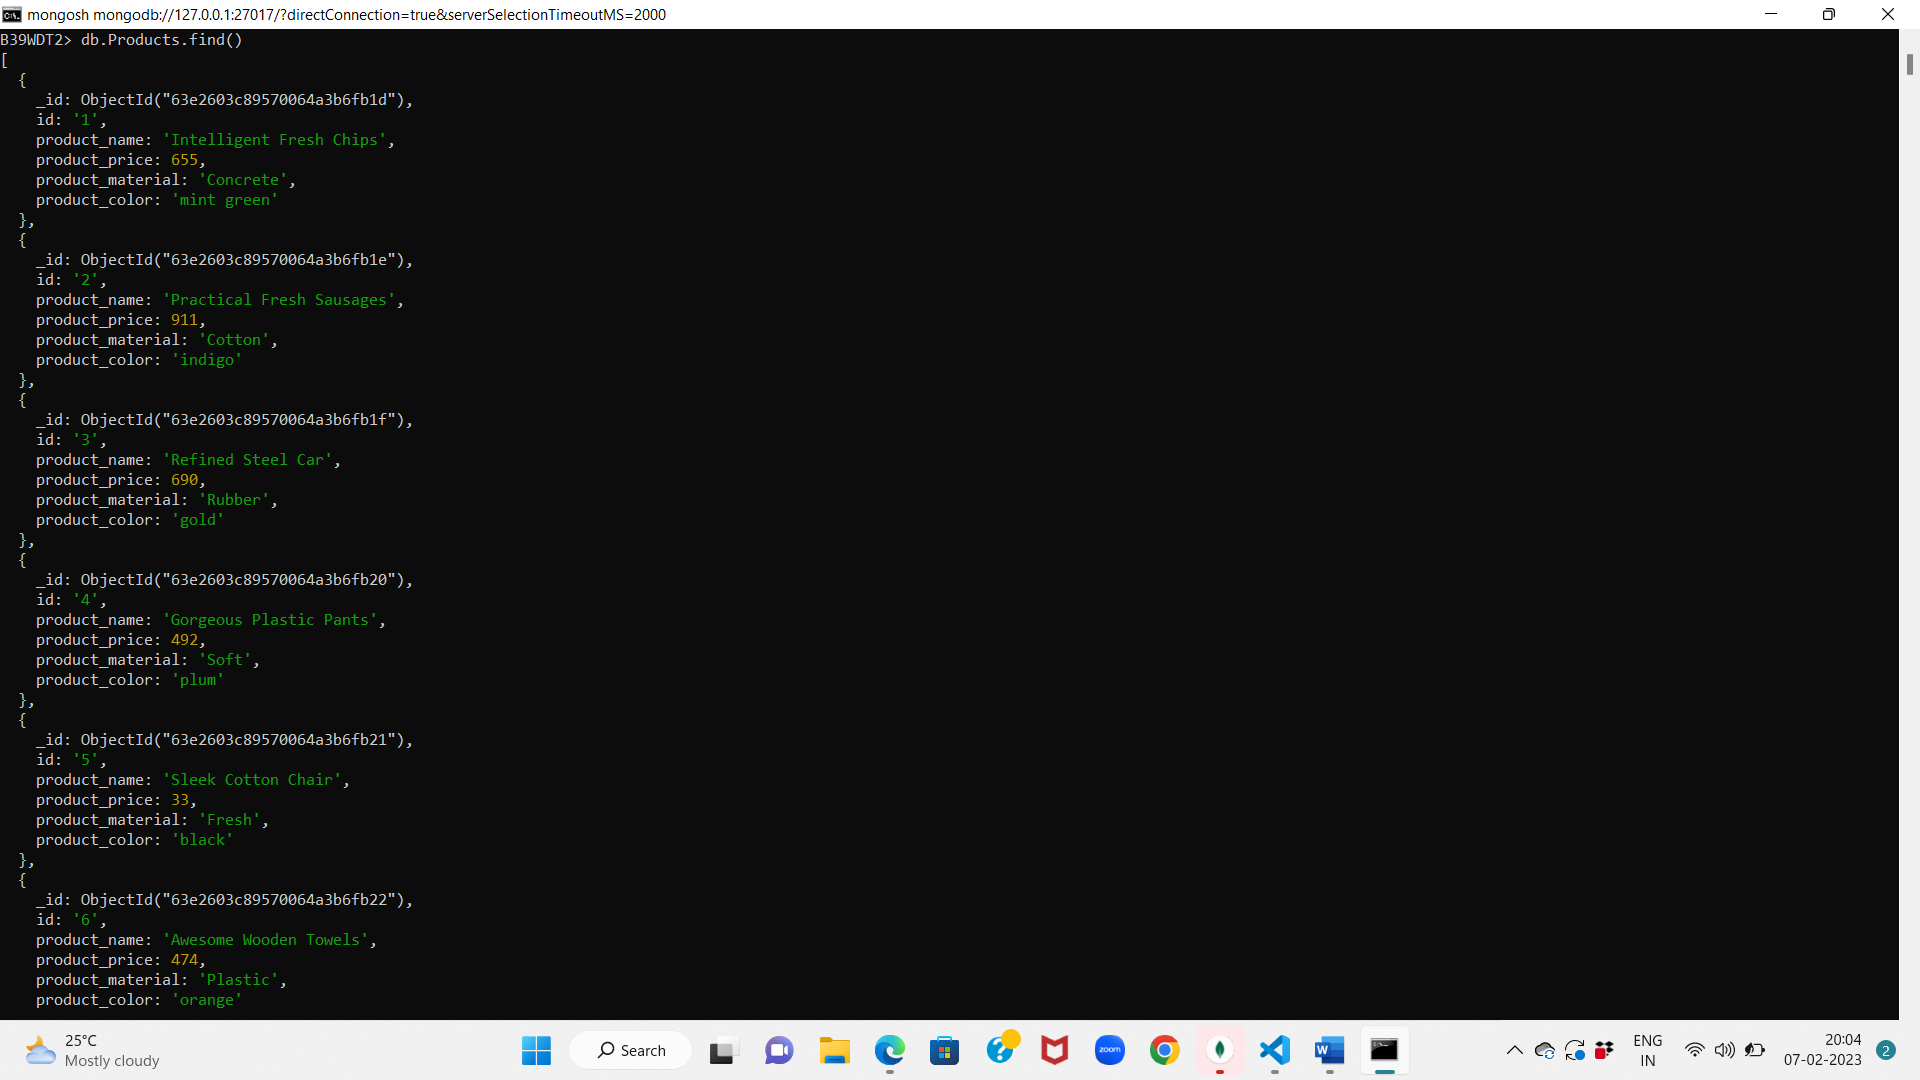 mongosh mongodb://127.0.0.1:27017/?directConnection=true&serverSelectionTimeoutMS=2000
B39WDT2> db.Products.find()
[
  {
    _id: ObjectId("63e2603c89570064a3b6fb1d"),
    id: '1',
    product_name: 'Intelligent Fresh Chips',
    product_price: 655,
    product_material: 'Concrete',
    product_color: 'mint green'
  },
  {
    _id: ObjectId("63e2603c89570064a3b6fb1e"),
    id: '2',
    product_name: 'Practical Fresh Sausages',
    product_price: 911,
    product_material: 'Cotton',
    product_color: 'indigo'
  },
  {
    _id: ObjectId("63e2603c89570064a3b6fb1f"),
    id: '3',
    product_name: 'Refined Steel Car',
    product_price: 690,
    product_material: 'Rubber',
    product_color: 'gold'
  },
  {
    _id: ObjectId("63e2603c89570064a3b6fb20"),
    id: '4',
    product_name: 'Gorgeous Plastic Pants',
    product_price: 492,
    product_material: 'Soft',
    product_color: 'plum'
  },
  {
    _id: ObjectId("63e2603c89570064a3b6fb21"),
    id: '5',
    product_name: 'Sleek Cotton Chair',
    product_price: 33,
    product_material: 'Fresh',
    product_color: 'black'
  },
  {
    _id: ObjectId("63e2603c89570064a3b6fb22"),
    id: '6',
    product_name: 'Awesome Wooden Towels',
    product_price: 474,
    product_material: 'Plastic',
    product_color: 'orange'
25°C
Mostly cloudy
Search
zoom
ENG
IN
20:04
07-02-2023
2